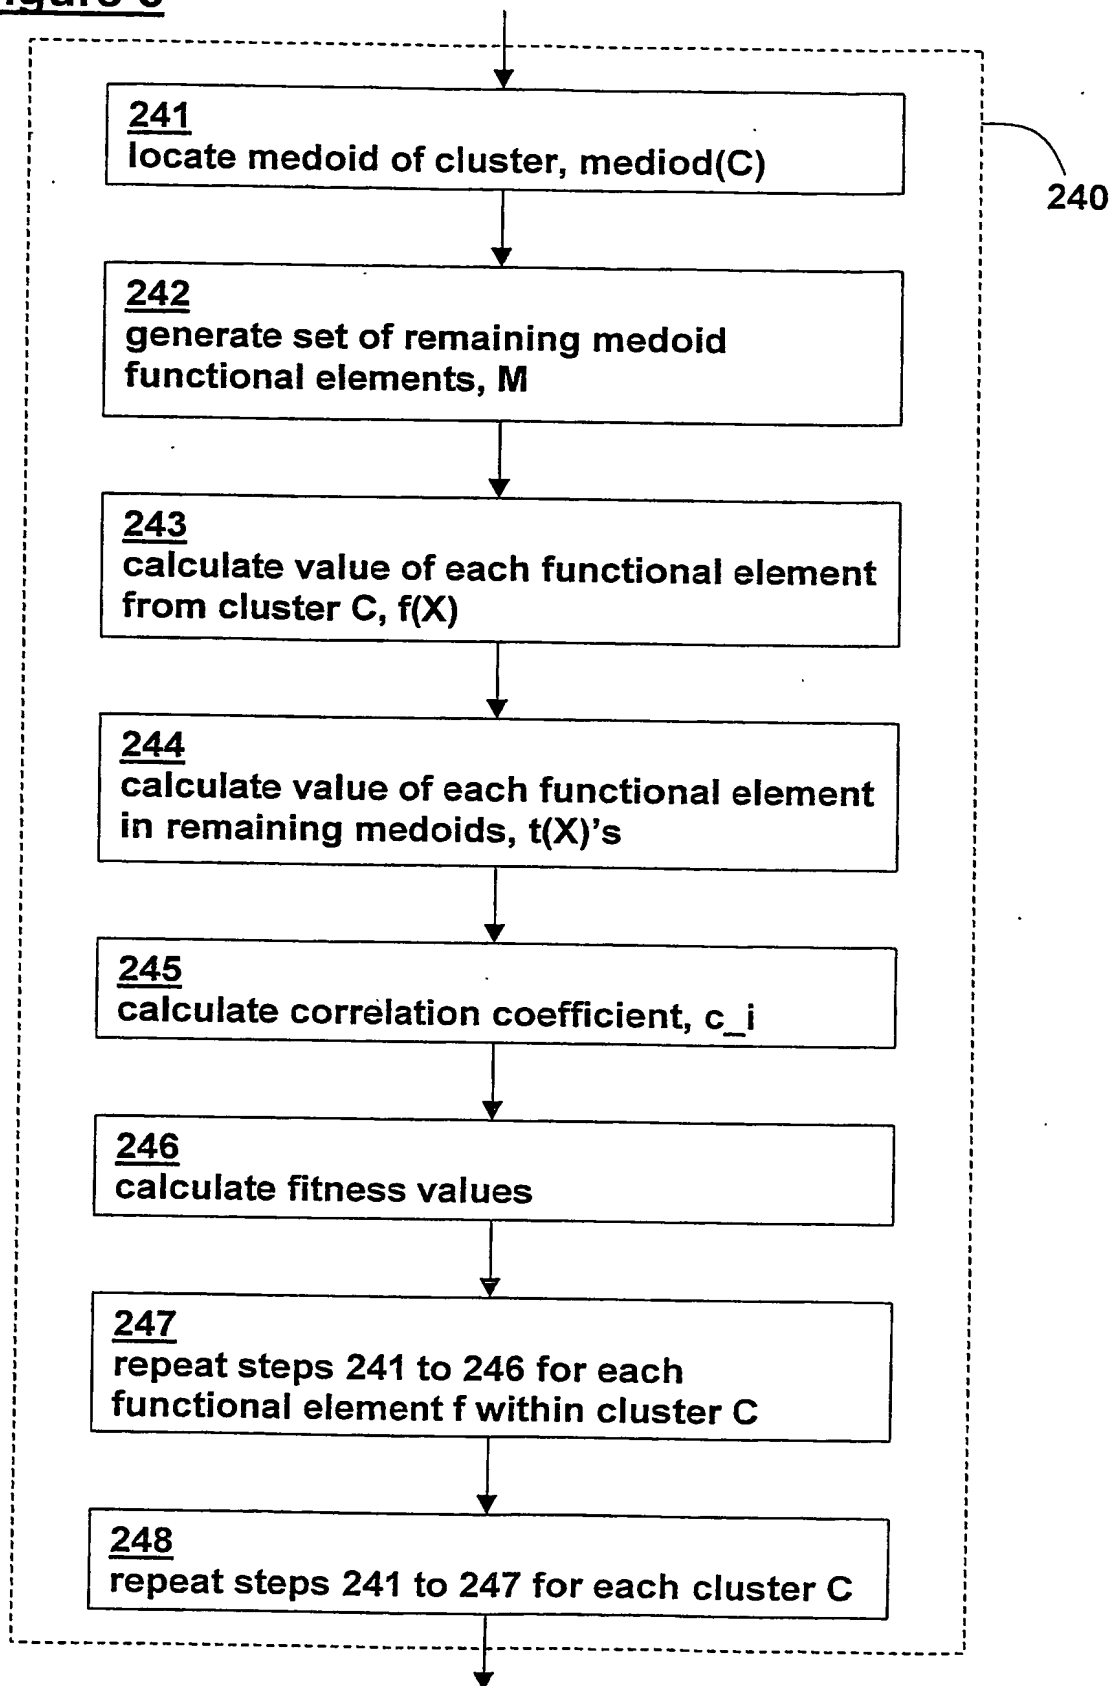 241
locate medoid of cluster, mediod(C)
240
242
generate set of remaining medoid
functional elements, M
243
calculate value of each functional element
from cluster C, f(X)
244
calculate value of each functional element
in remaining medoids, t(X)'s
245
calculate correlation coefficient, c_i
246
calculate fitness values
247
repeat steps 241 to 246 for each
functional element f within cluster C
248
repeat steps 241 to 247 for each cluster C